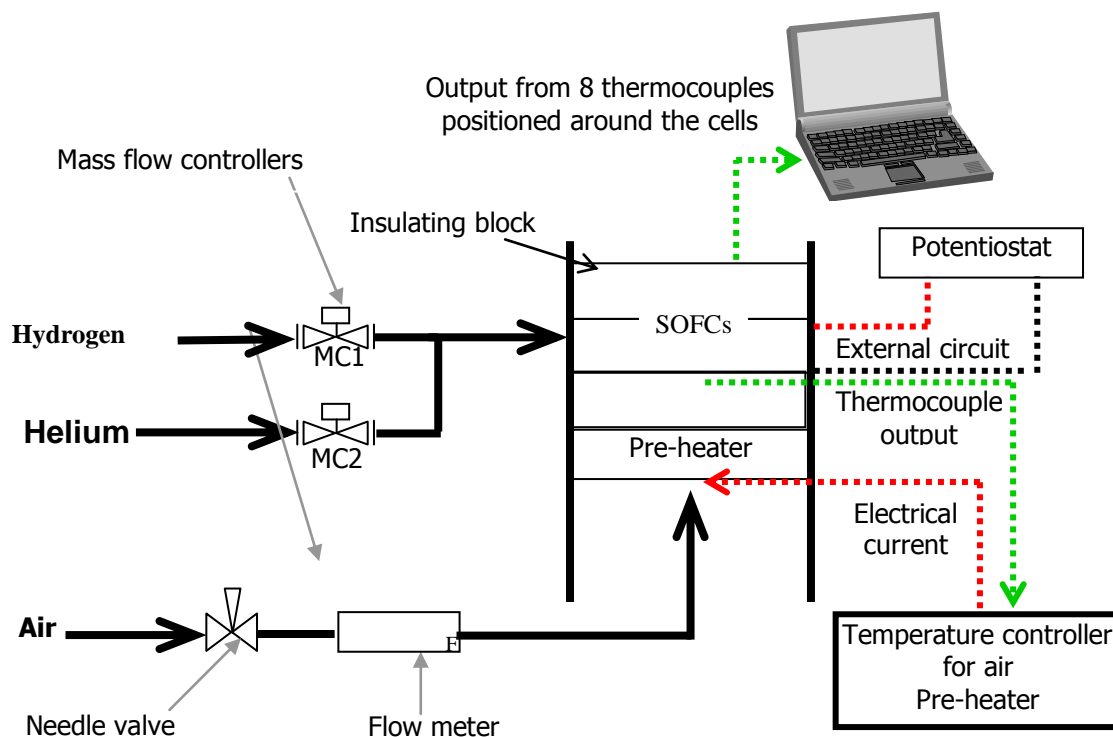 Output from 8 thermocouples
positioned around the cells
Mass flow controllers
Insulating block
Potentiostat
Hydrogen
MC1
SOFCs
External circuit
Helium
MC2
Thermocouple
output
Pre-heater
Electrical
current
Air
F
Temperature controller
for air
Pre-heater
Needle valve
Flow meter